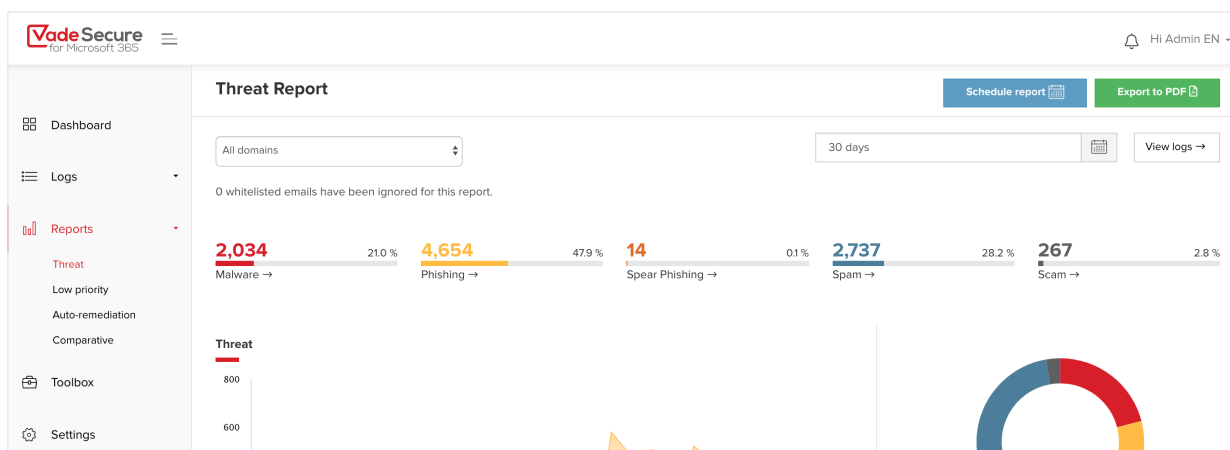 Vade Secure
for Microsoft 365
Hi Admin EN
Threat Report
Schedule report
Export to PDF
Dashboard
Logs
Reports
Threat
Low priority
Auto-remediation
Comparative
Toolbox
Settings
All domains
30 days
View logs →
0 whitelisted emails have been ignored for this report.
2,034 21.0 %
Malware →
4,654 47.9 %
Phishing →
14 0.1 %
Spear Phishing →
2,737 28.2 %
Spam →
267 2.8 %
Scam →
Threat
800
600